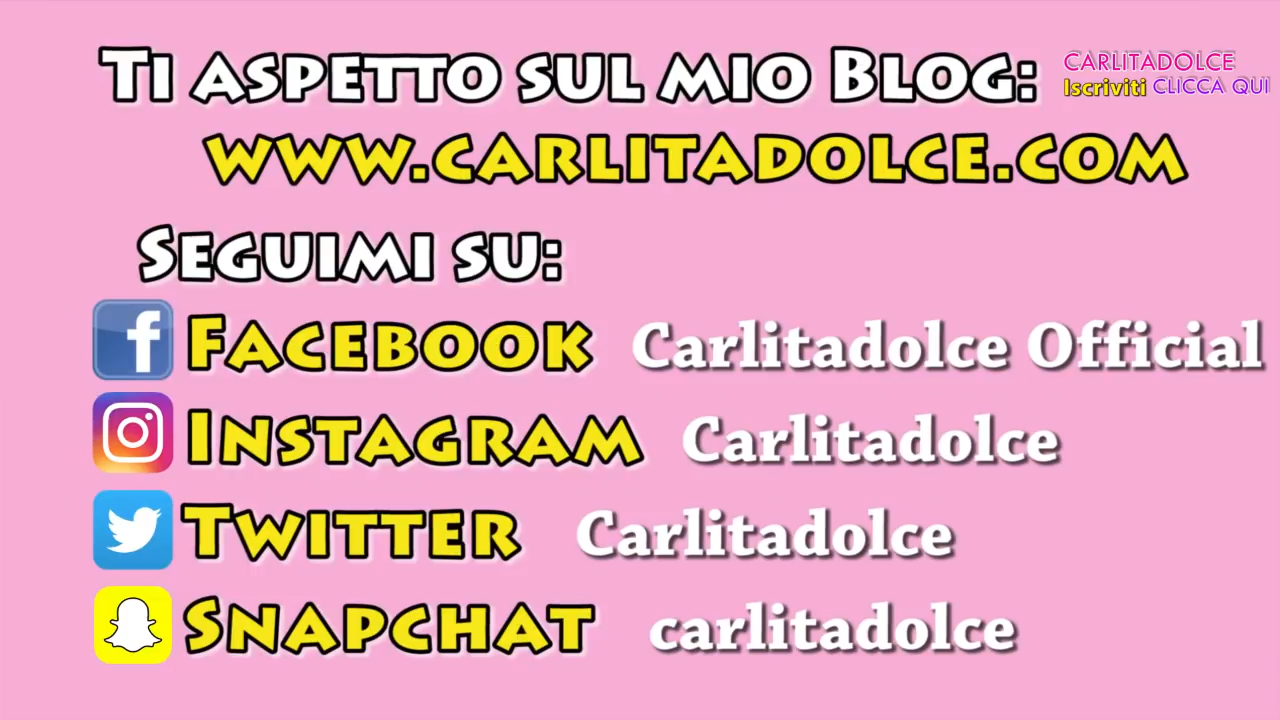 Ti aspetto sul mio Blog:
CARLITADOLCE
Iscriviti CLICCA QUI
www.carlitadolce.com
Seguimi su:
Facebook Carlitadolce Official
Instagram Carlitadolce
Twitter Carlitadolce
Snapchat carlitadolce